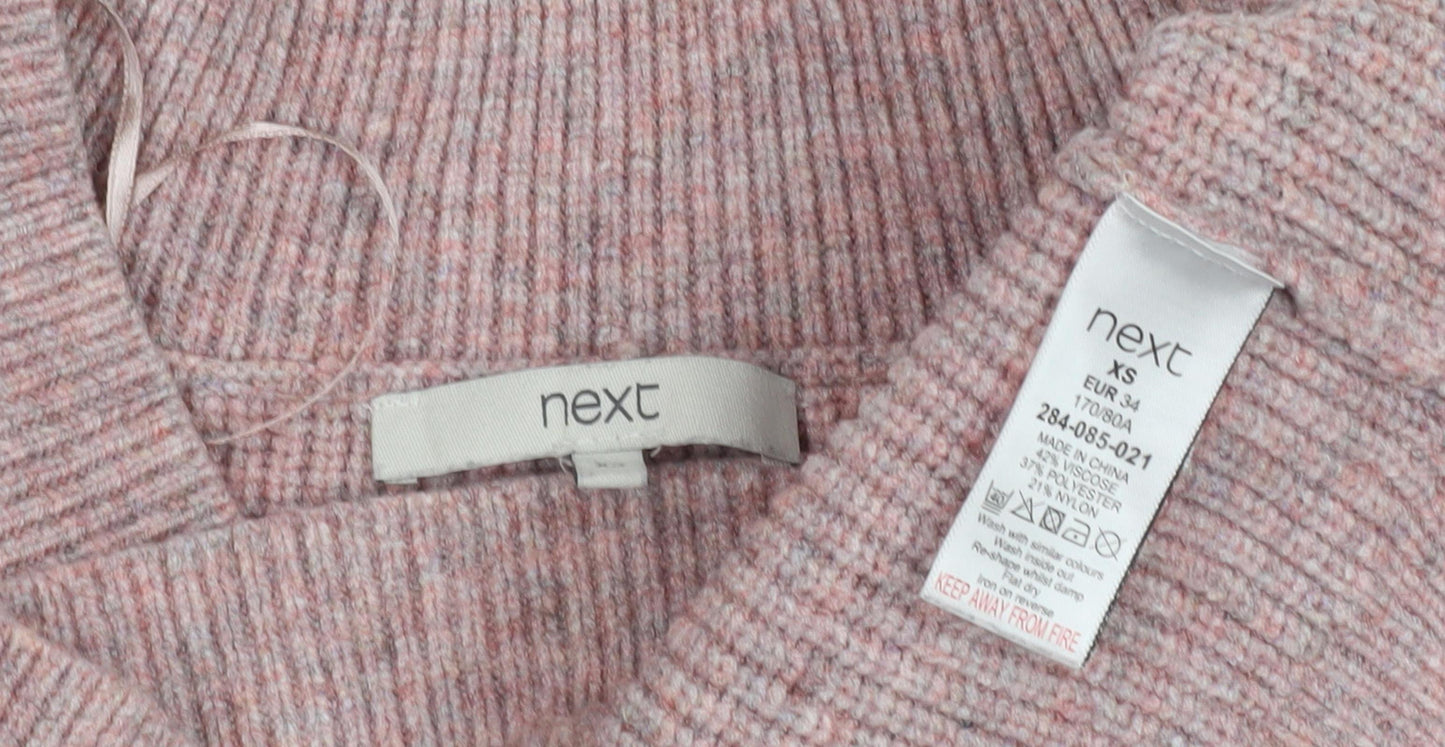 next
next
XS
EUR 34
170/80A
284-085-021
MADE IN CHINA
42% VISCOSE
37% POLYESTER
21% NYLON
Wash with similar colours
Wash inside out
Re-shape whilst damp
Flat dry
Iron on reverse
KEEP AWAY FROM FIRE